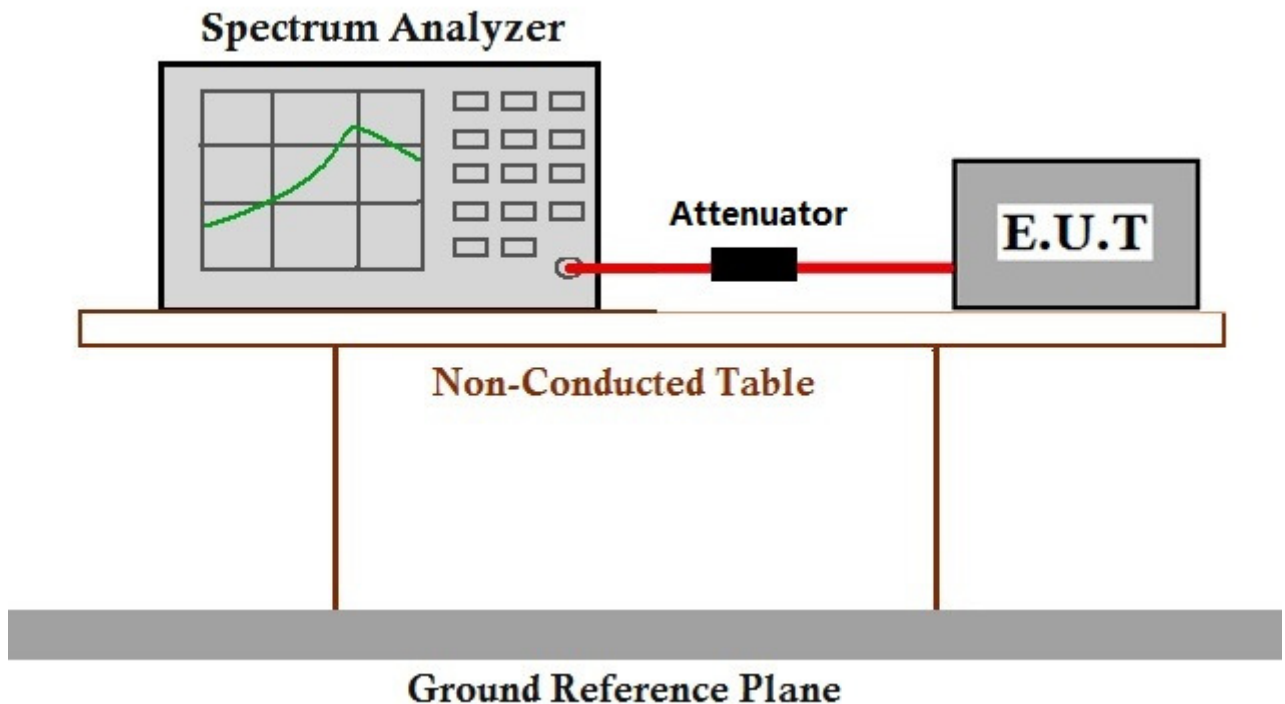 Spectrum Analyzer
Attenuator
E.U.T
Non-Conducted Table
Ground Reference Plane